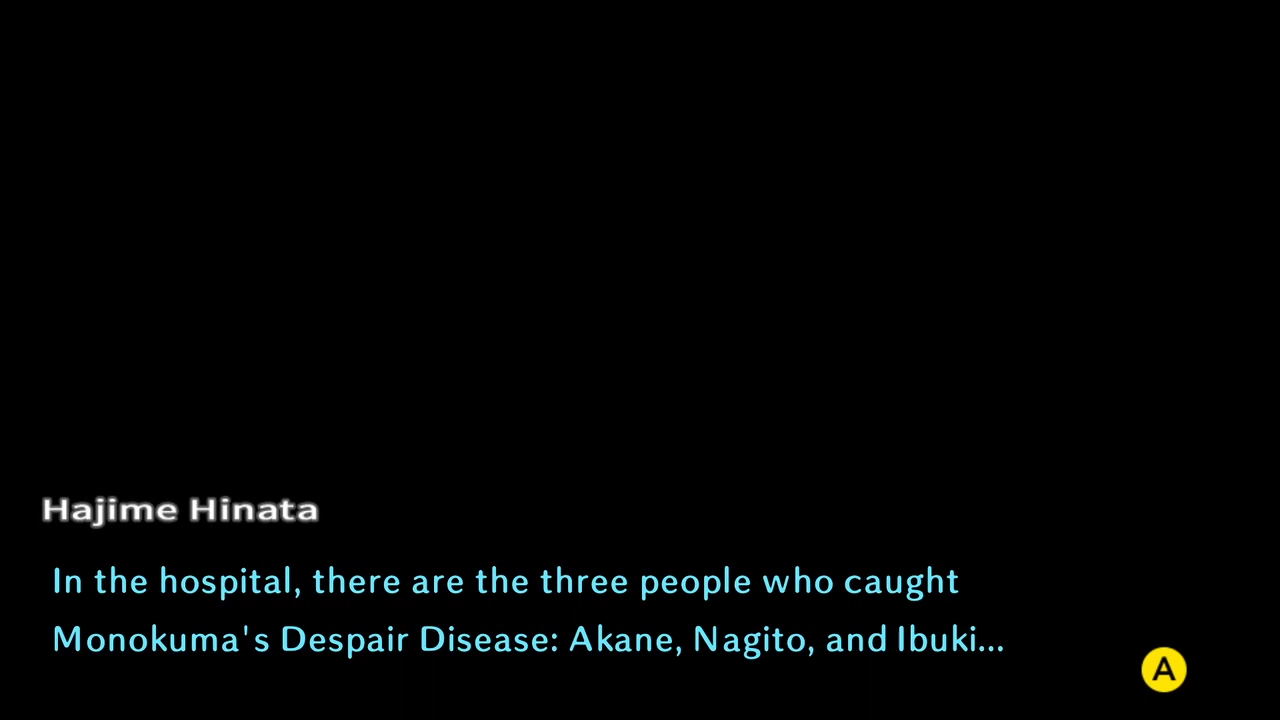 Hajime Hinata
In the hospital, there are the three people who caught
Monokuma's Despair Disease: Akane, Nagito, and Ibuki...
A